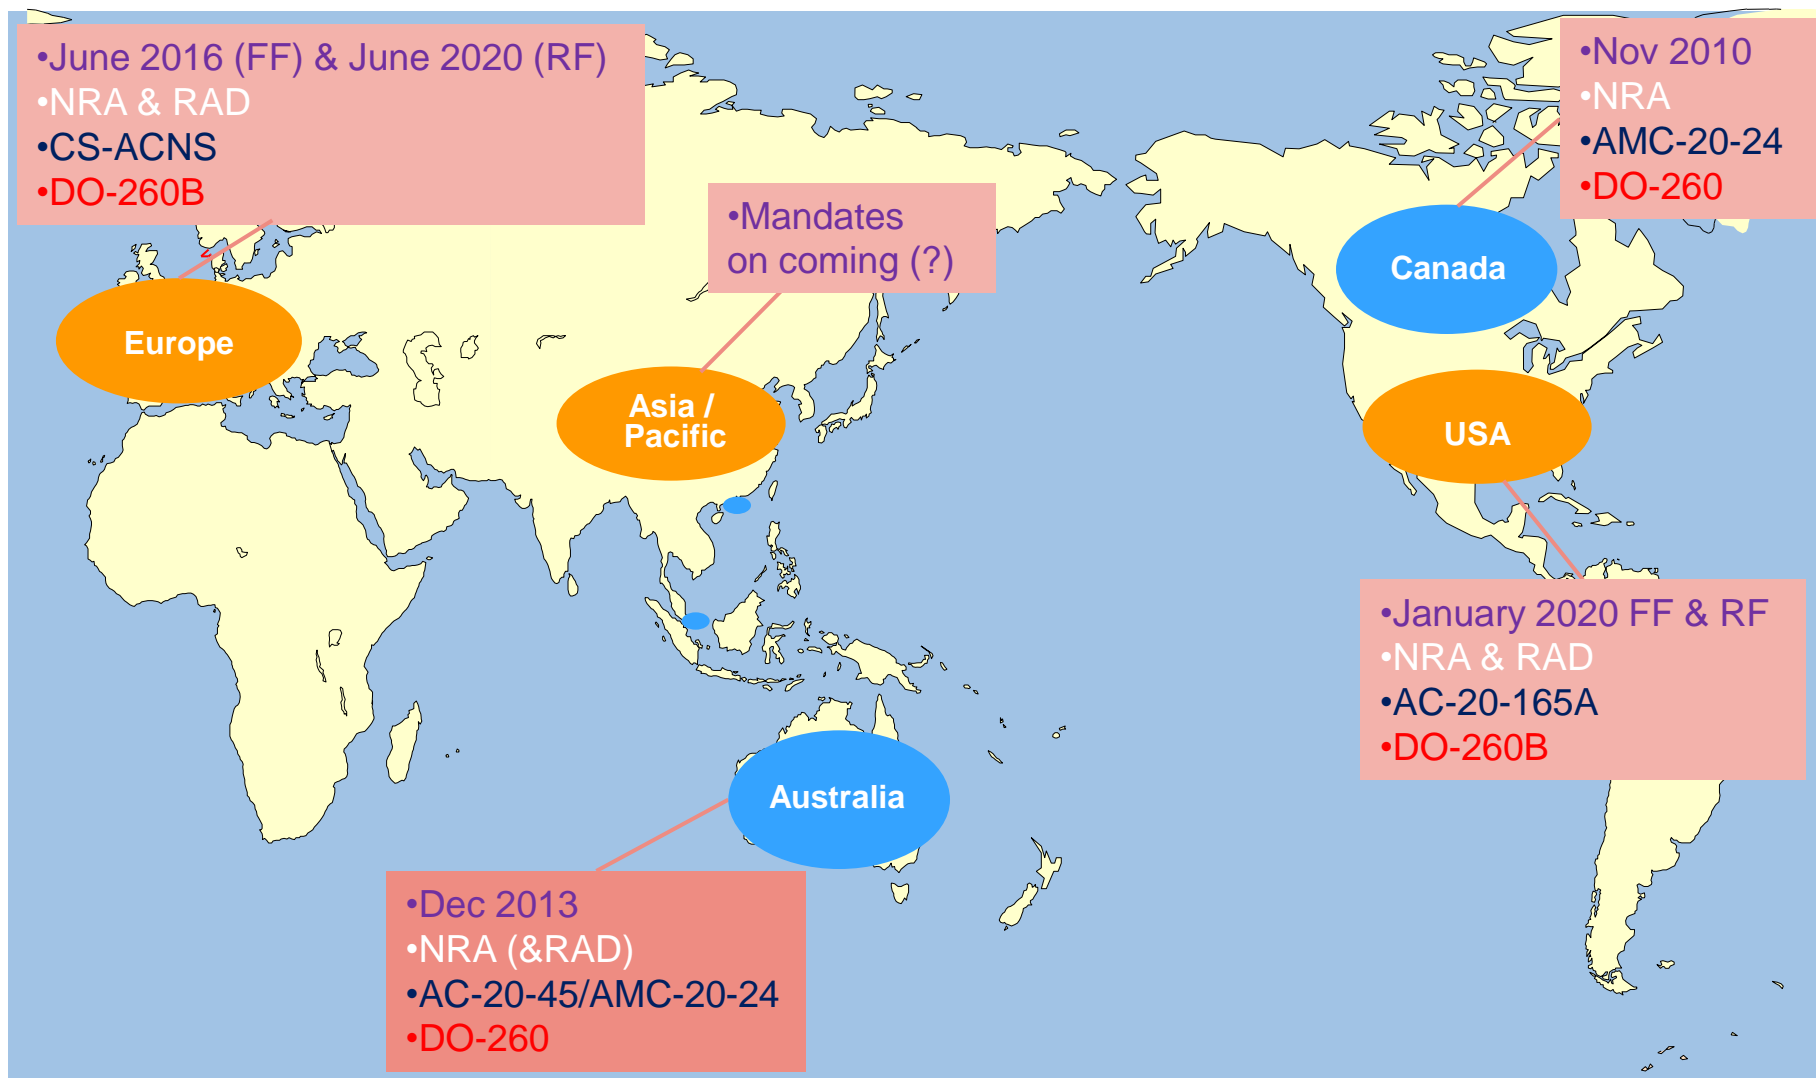 •June 2016 (FF) & June 2020 (RF)
•NRA & RAD
•CS-ACNS
•DO-260B
•Nov 2010
•NRA
•AMC-20-24
•DO-260
•Mandates
on coming (?)
Canada
Europe
Asia /
Pacific
USA
•January 2020 FF & RF
•NRA & RAD
•AC-20-165A
•DO-260B
Australia
•Dec 2013
•NRA (&RAD)
•AC-20-45/AMC-20-24
•DO-260